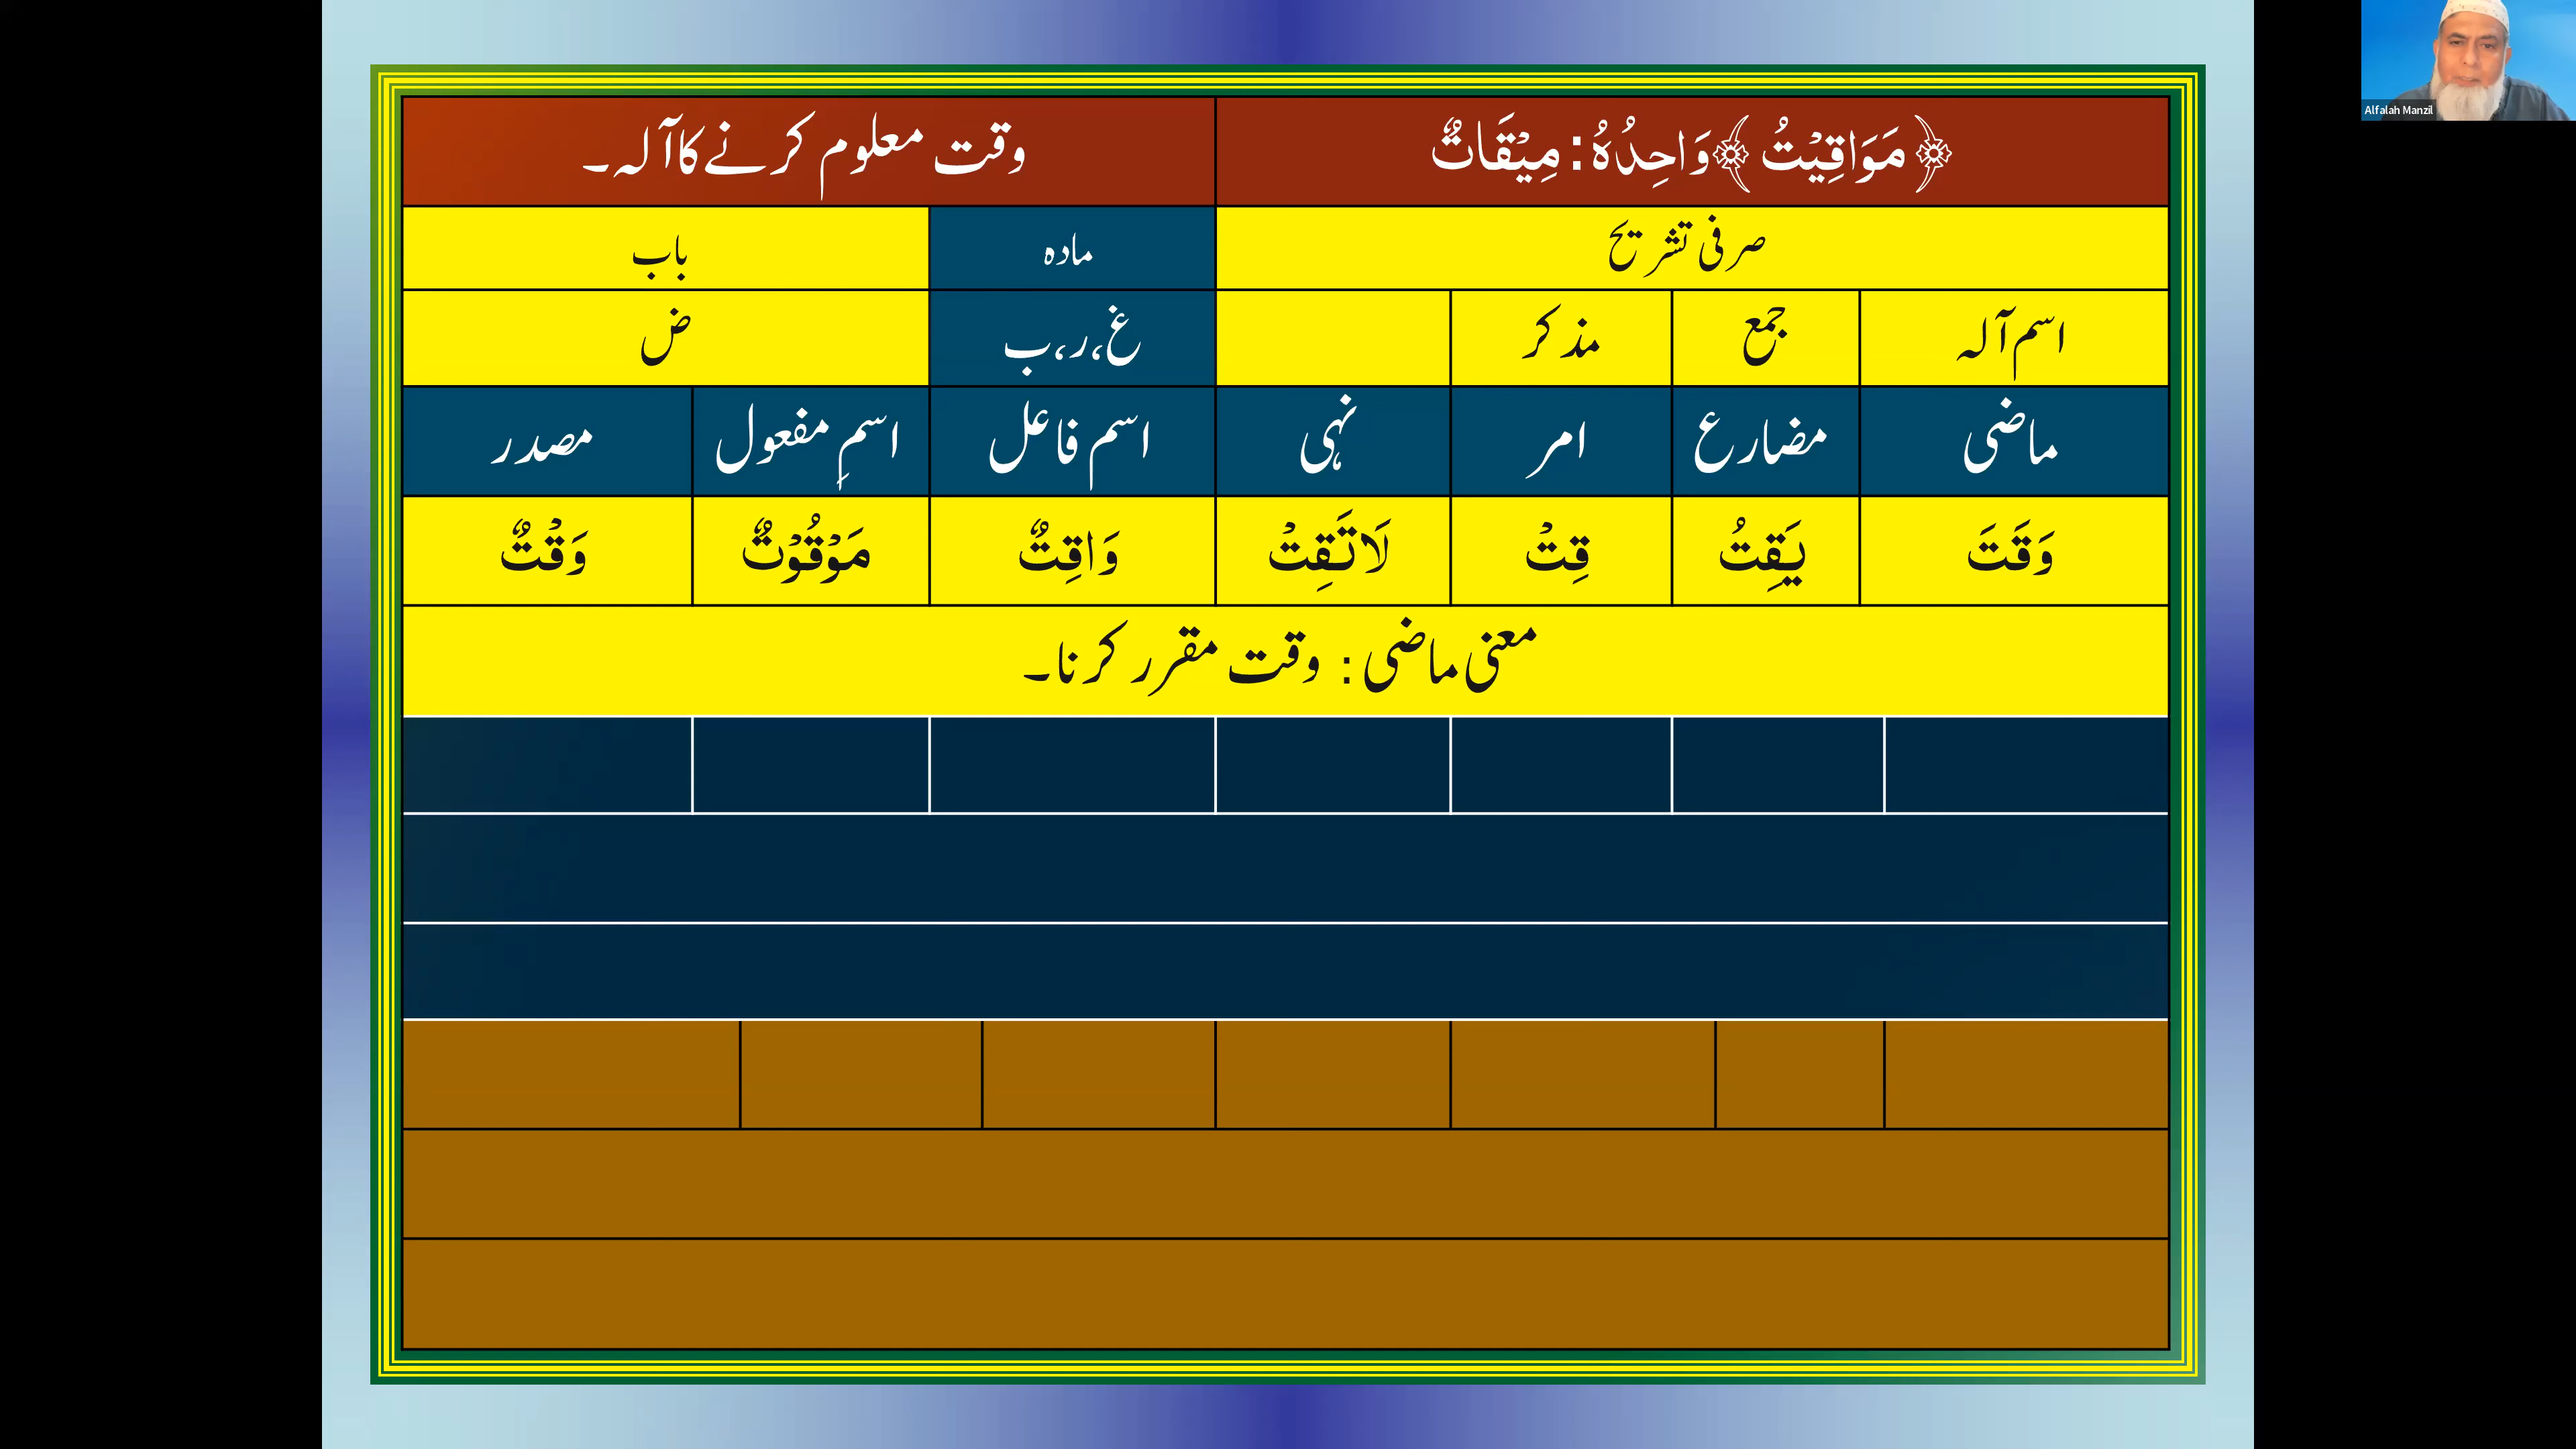 ﴿مَوَاقِيْتُ﴾ وَاحِدُهُ: مِيْقَاتٌ وقت معلوم کرنے کا آلہ۔
صرفی تشریح مادہ باب
اسم آلہ جمع مذکر غ، ر، ب ض
ماضی مضارع امر نہی اسم فاعل اسمِ مفعول مصدر
وَقَتَ يَقِتُ قِتْ لَا تَقِتْ وَاقِتٌ مَوْقُوْتٌ وَقْتٌ
معنی ماضی: وقت مقرر کرنا۔
Alfalah Manzil